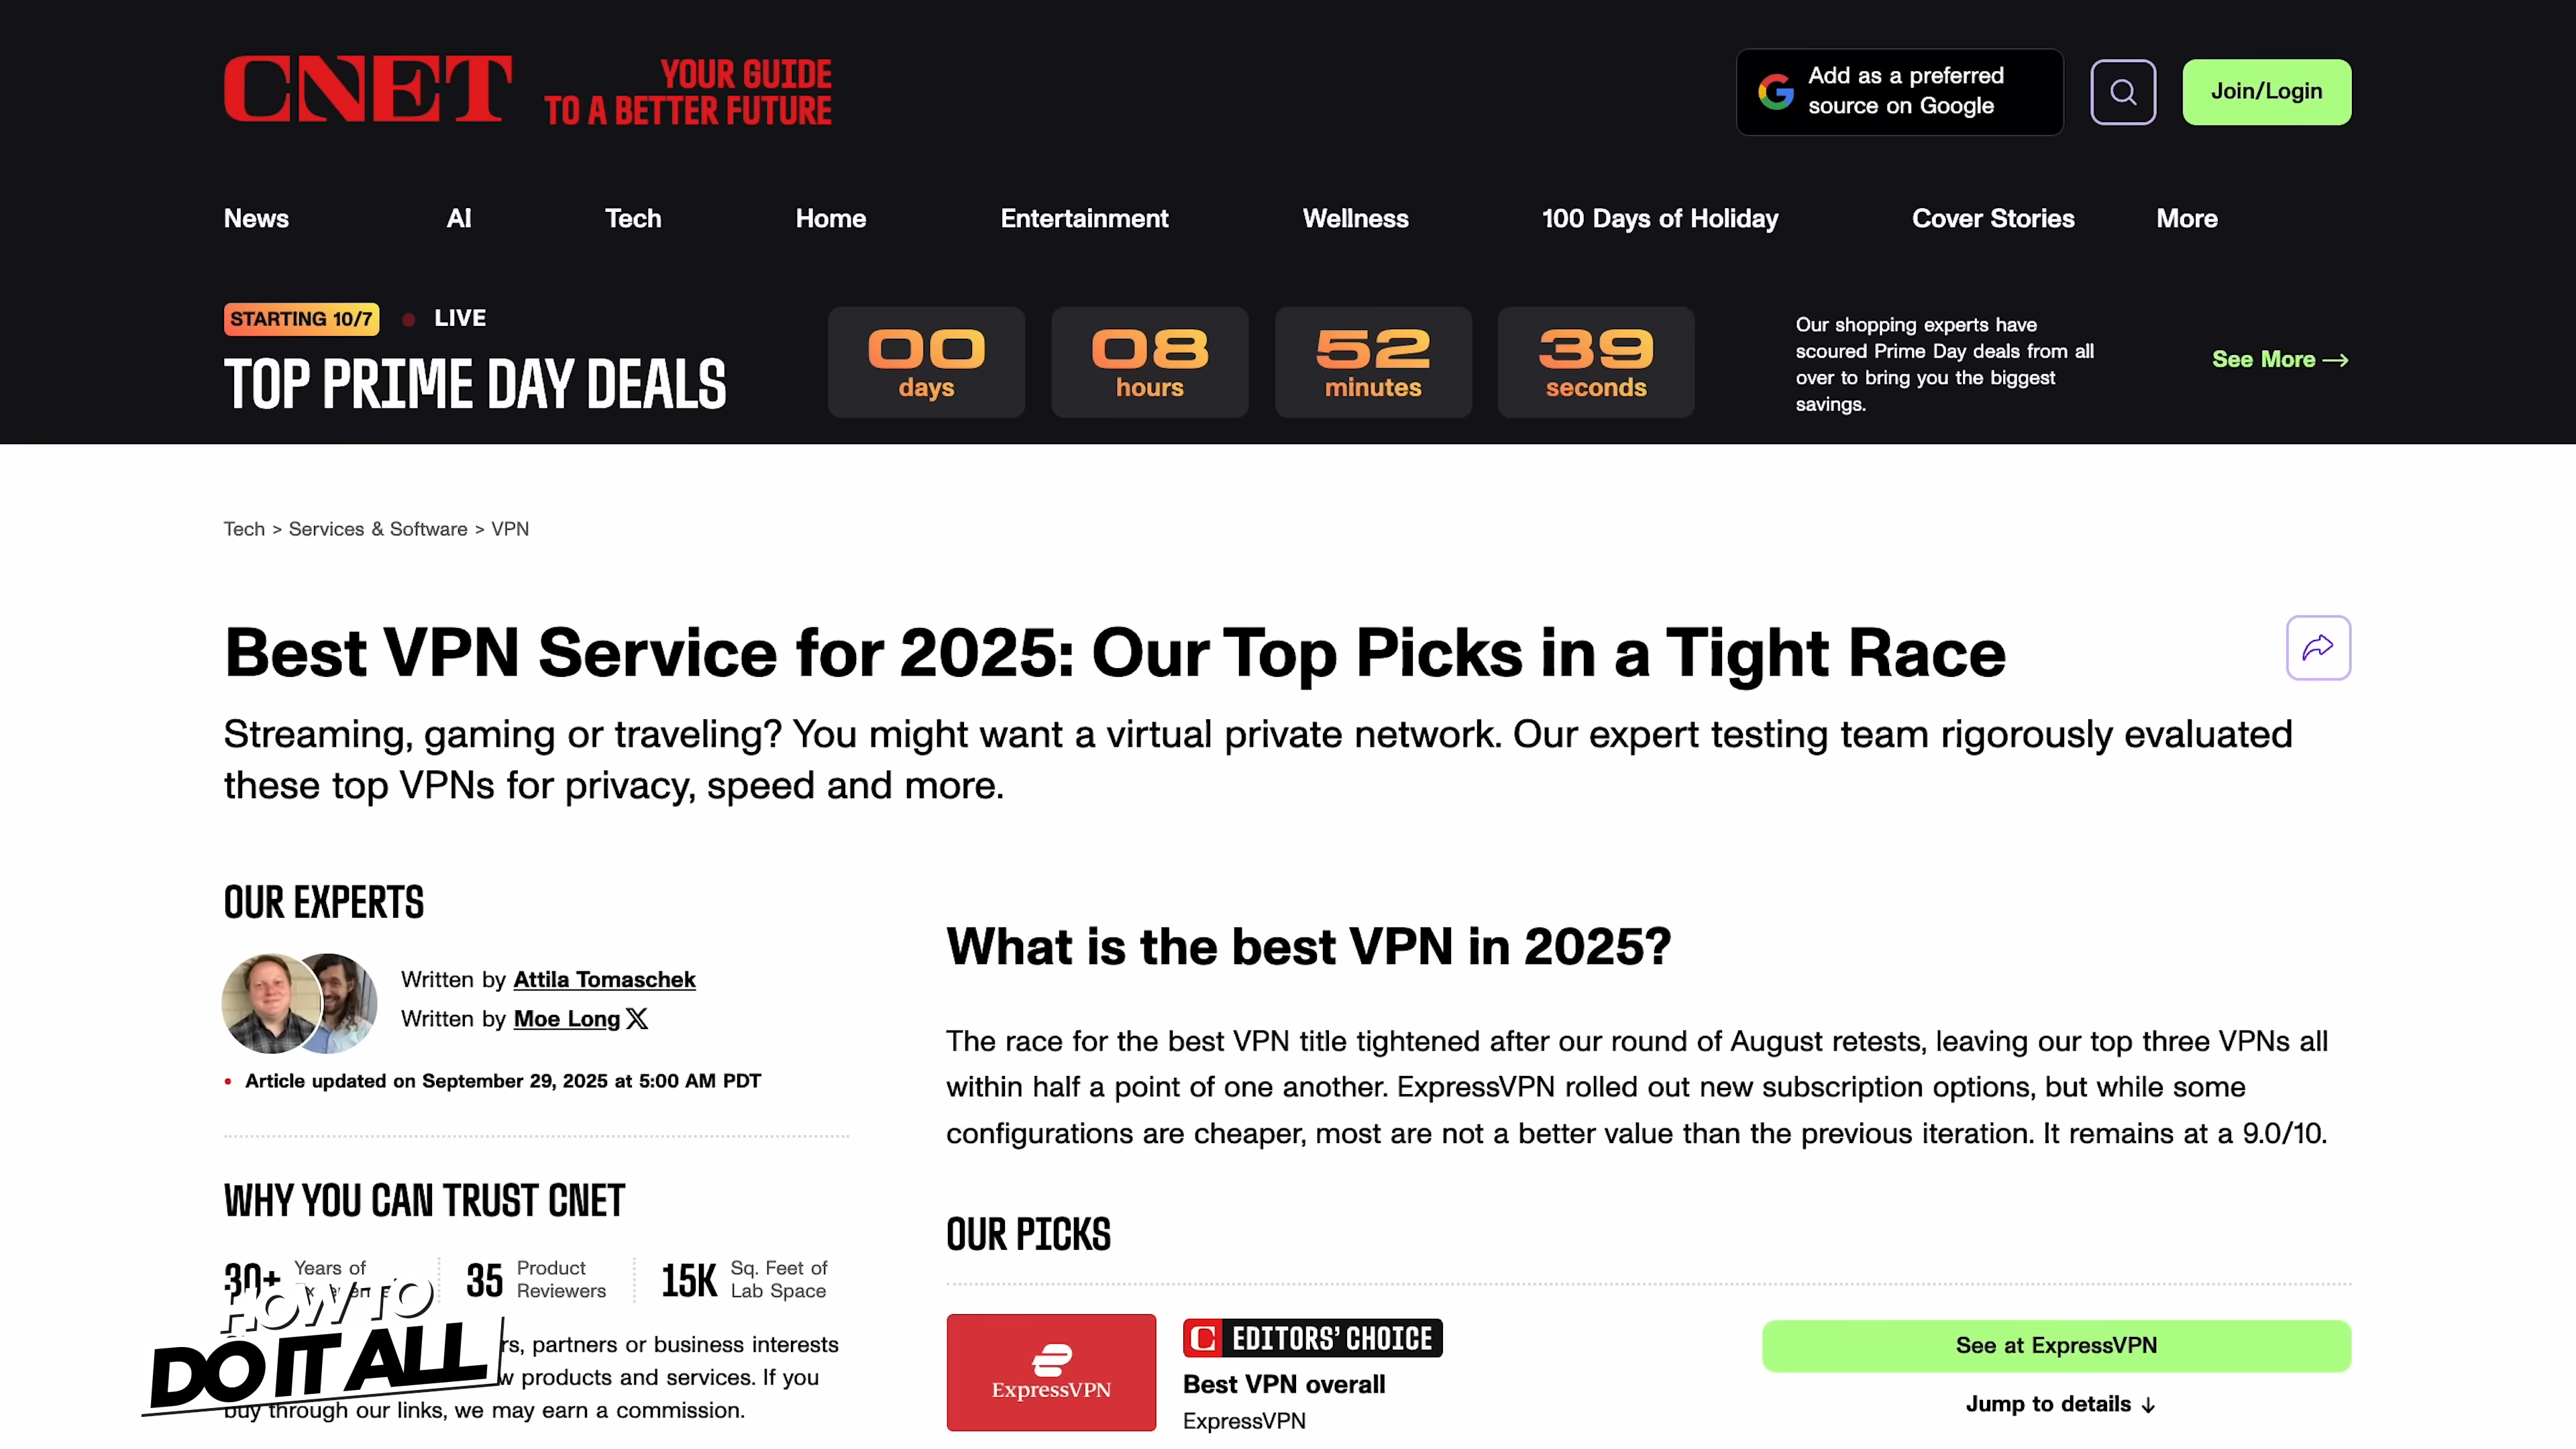 CNET
YOUR GUIDE
TO A BETTER FUTURE
Add as a preferred
source on Google
Join/Login
News
AI
Tech
Home
Entertainment
Wellness
100 Days of Holiday
Cover Stories
More
STARTING 10/7
LIVE
TOP PRIME DAY DEALS
00
days
08
hours
52
minutes
39
seconds
Our shopping experts have
scoured Prime Day deals from all
over to bring you the biggest
savings.
See More →
Tech > Services & Software > VPN
Best VPN Service for 2025: Our Top Picks in a Tight Race
Streaming, gaming or traveling? You might want a virtual private network. Our expert testing team rigorously evaluated
these top VPNs for privacy, speed and more.
OUR EXPERTS
Written by Attila Tomaschek
Written by Moe Long X
• Article updated on September 29, 2025 at 5:00 AM PDT
WHY YOU CAN TRUST CNET
30+
Years of
35
Product
Reviewers
15K
Sq. Feet of
Lab Space
partners or business interests
products and services. If you
buy through our links, we may earn a commission.
HOW TO
DO IT ALL
What is the best VPN in 2025?
The race for the best VPN title tightened after our round of August retests, leaving our top three VPNs all
within half a point of one another. ExpressVPN rolled out new subscription options, but while some
configurations are cheaper, most are not a better value than the previous iteration. It remains at a 9.0/10.
OUR PICKS
ExpressVPN
C EDITORS' CHOICE
Best VPN overall
ExpressVPN
See at ExpressVPN
Jump to details ↓